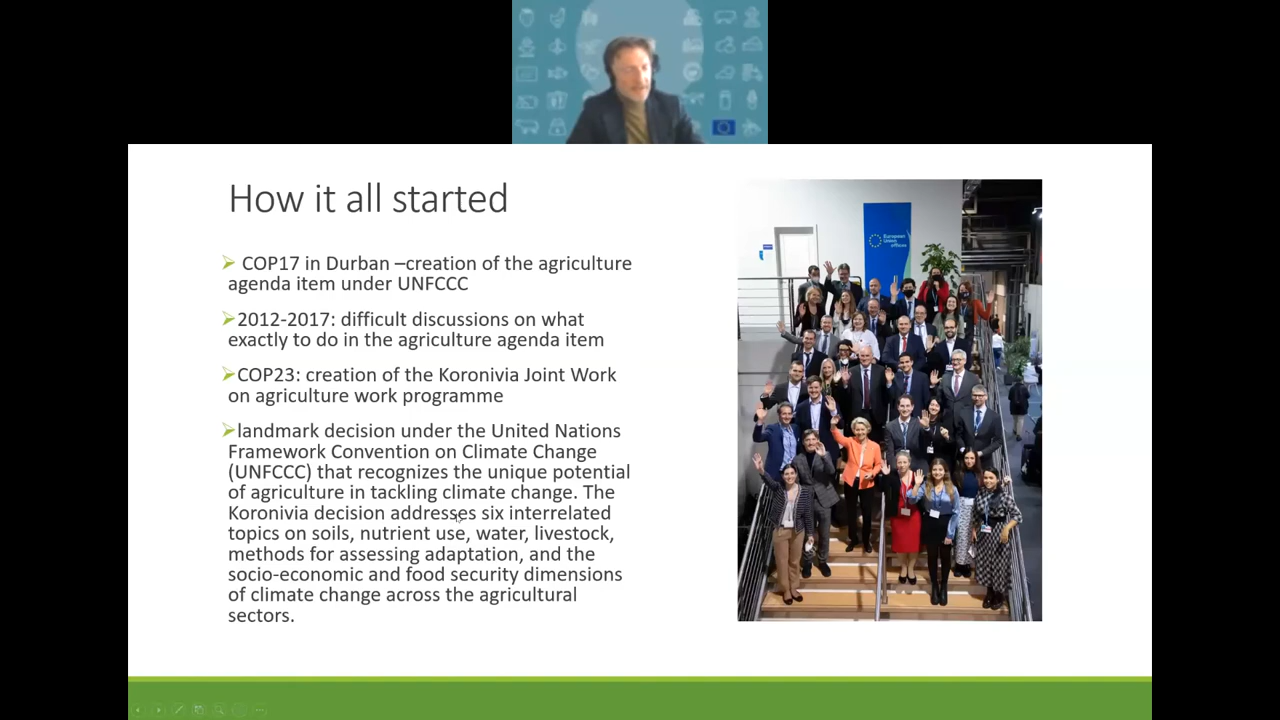 How it all started
COP17 in Durban –creation of the agriculture
agenda item under UNFCCC
2012-2017: difficult discussions on what
exactly to do in the agriculture agenda item
COP23: creation of the Koronivia Joint Work
on agriculture work programme
landmark decision under the United Nations
Framework Convention on Climate Change
(UNFCCC) that recognizes the unique potential
of agriculture in tackling climate change. The
Koronivia decision addresses six interrelated
topics on soils, nutrient use, water, livestock,
methods for assessing adaptation, and the
socio-economic and food security dimensions
of climate change across the agricultural
sectors.
European
Union
offices